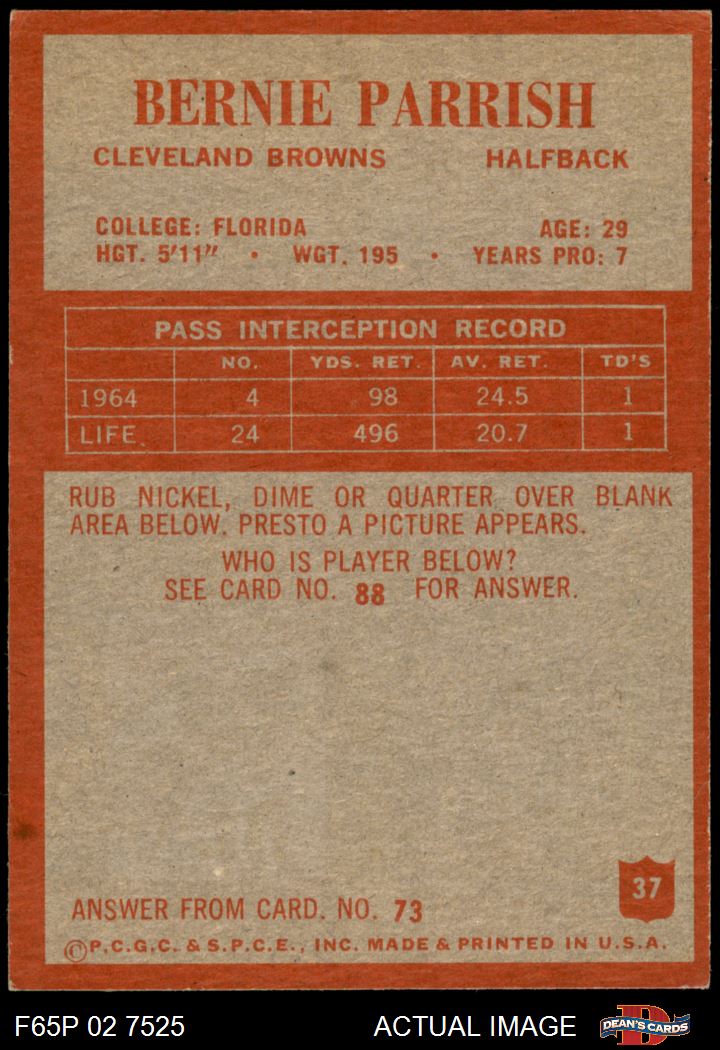 BERNIE PARRISH
CLEVELAND BROWNS HALFBACK
COLLEGE: FLORIDA AGE: 29
HGT. 5'11" • WGT. 195 • YEARS PRO: 7
PASS INTERCEPTION RECORD
NO. YDS. RET. AV. RET. TD'S
1964 4 98 24.5 1
LIFE. 24 496 20.7 1
RUB NICKEL, DIME OR QUARTER OVER BLANK
AREA BELOW. PRESTO A PICTURE APPEARS.
WHO IS PLAYER BELOW?
SEE CARD NO. 88 FOR ANSWER.
37
ANSWER FROM CARD. NO. 73
©P.C.G.C. & S.P.C.E., INC. MADE & PRINTED IN U.S.A.
F65P 02 7525 ACTUAL IMAGE D DEAN'S CARDS